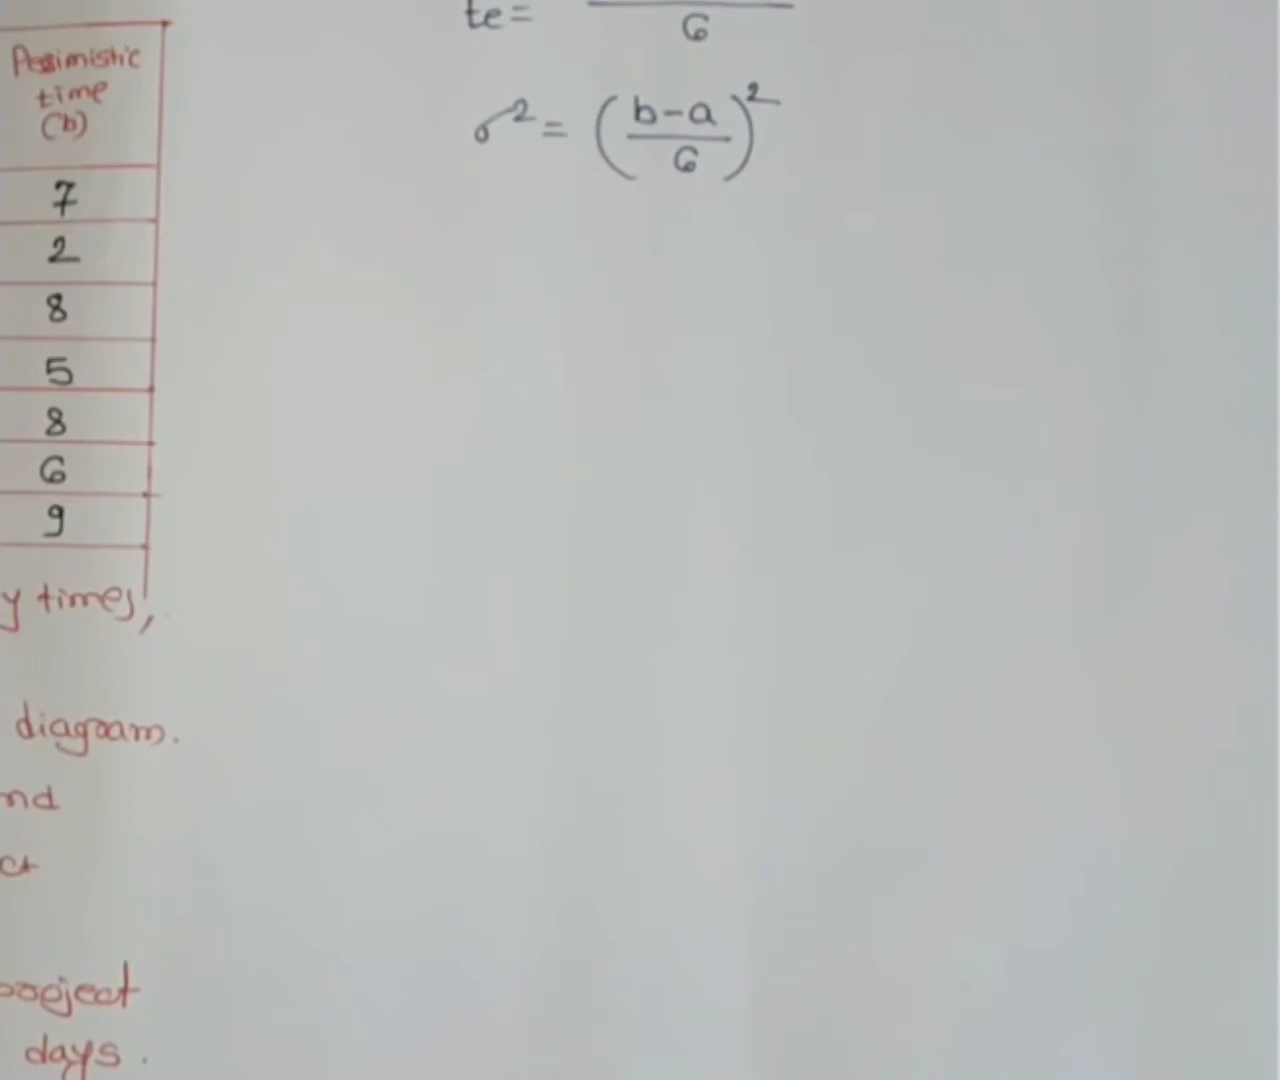 te =
6
σ² = (b-a / 6)²
Pessimistic
time
(b)
7
2
8
5
8
6
9
y times,
diagram.
nd
ct
project
days.